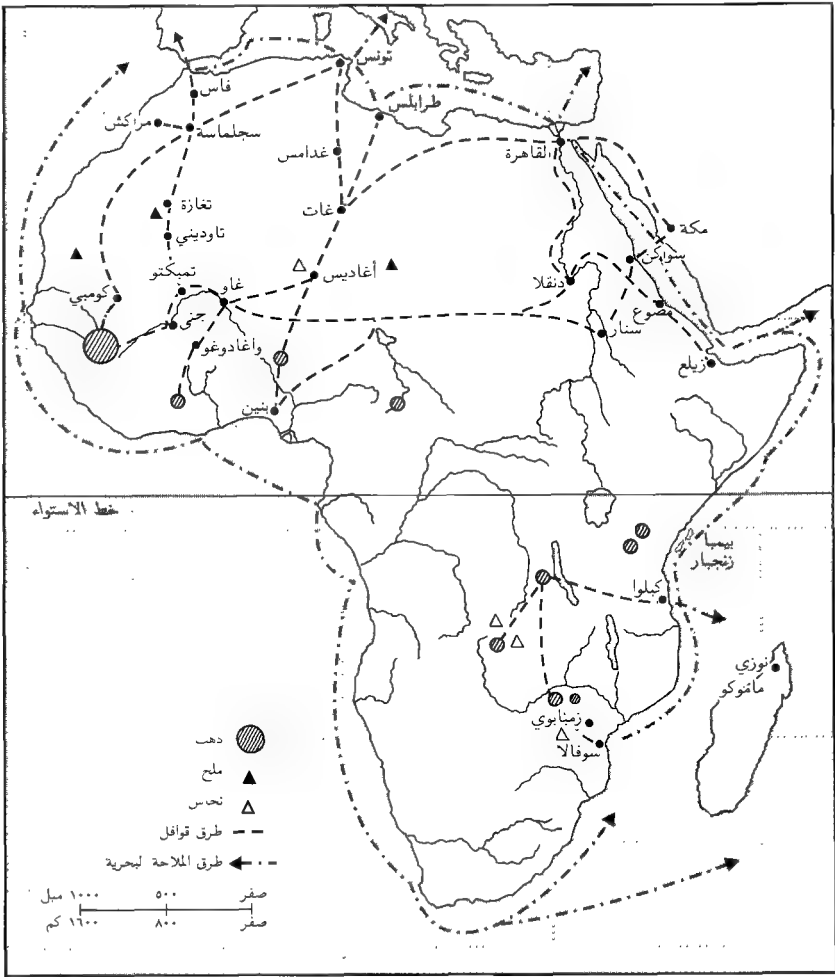 تونس
فاس
طرابلس
مراكش
سجلماسة
القاهرة
غدامس
تغازة
غات
مكة
تاوديني
سواكن
أغاديس
تمبكتو
دنقلا
غاو
كومبي
مصوع
جني
سنار
واغادوغو
زيلع
بنين
خط الاستواء
بيمبا
زنجبار
كيلوا
نوزي
مامنوكو
زمبابوي
سوفالا
ذهب
ملح
نحاس
طرق قوافل
طرق الملاحة لبحرية
صفر ٥٠٠ ١٠٠٠ ميل
صفر ٨٠٠ ١٦٠٠ كم